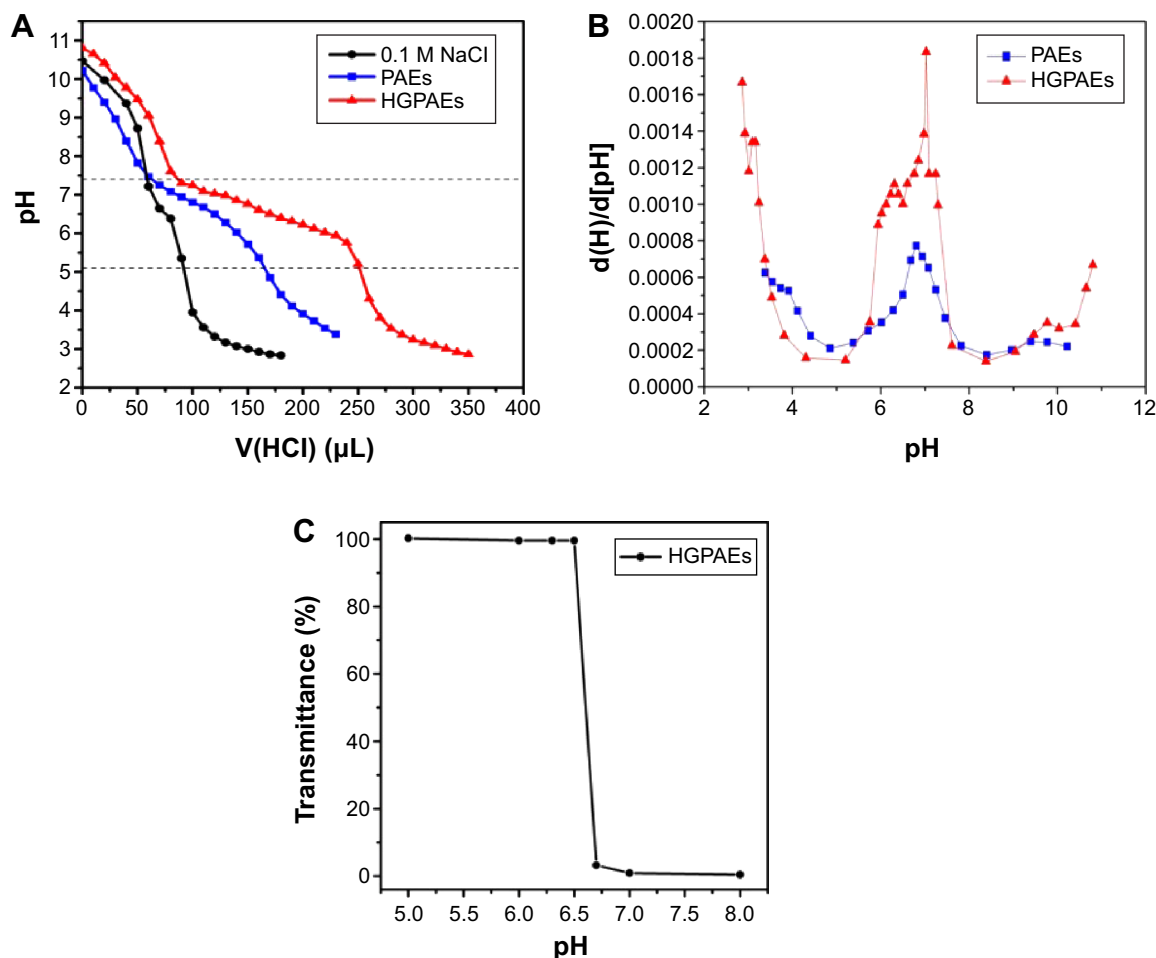 A
11
10
9
8
7
6
5
4
3
2
pH
0 50 100 150 200 250 300 350 400
V(HCl) (µL)
0.1 M NaCl
PAEs
HGPAEs
B
0.0020
0.0018
0.0016
0.0014
0.0012
0.0010
0.0008
0.0006
0.0004
0.0002
0.0000
d(H)/d[pH]
2 4 6 8 10 12
pH
PAEs
HGPAEs
C
100
80
60
40
20
0
Transmittance (%)
5.0 5.5 6.0 6.5 7.0 7.5 8.0
pH
HGPAEs